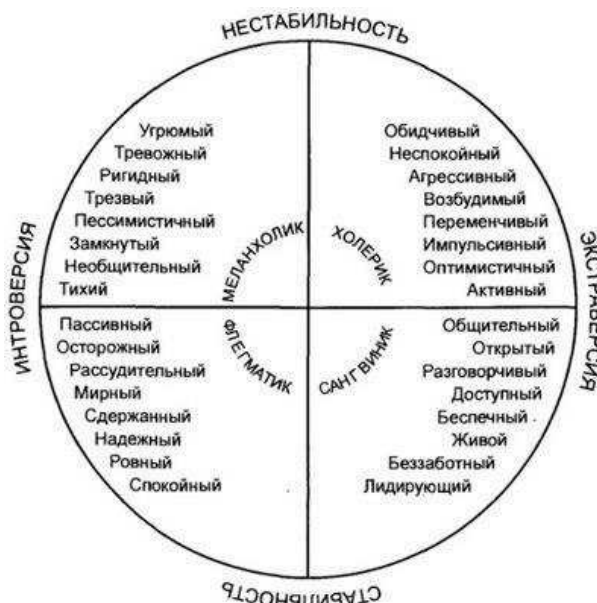 НЕСТАБИЛЬНОСТЬ
Угрюмый
Тревожный
Ригидный
Трезвый
Пессимистичный
Замкнутый
Необщительный
Тихий
МЕЛАНХОЛИК
Обидчивый
Неспокойный
Агрессивный
Возбудимый
Переменчивый
Импульсивный
Оптимистичный
Активный
ХОЛЕРИК
ИНТРОВЕРСИЯ
ЭКСТРАВЕРСИЯ
Пассивный
Осторожный
Рассудительный
Мирный
Сдержанный
Надежный
Ровный
Спокойный
ФЛЕГМАТИК
Общительный
Открытый
Разговорчивый
Доступный
Беспечный
Живой
Беззаботный
Лидирующий
САНГВИНИК
СТАБИЛЬНОСТЬ